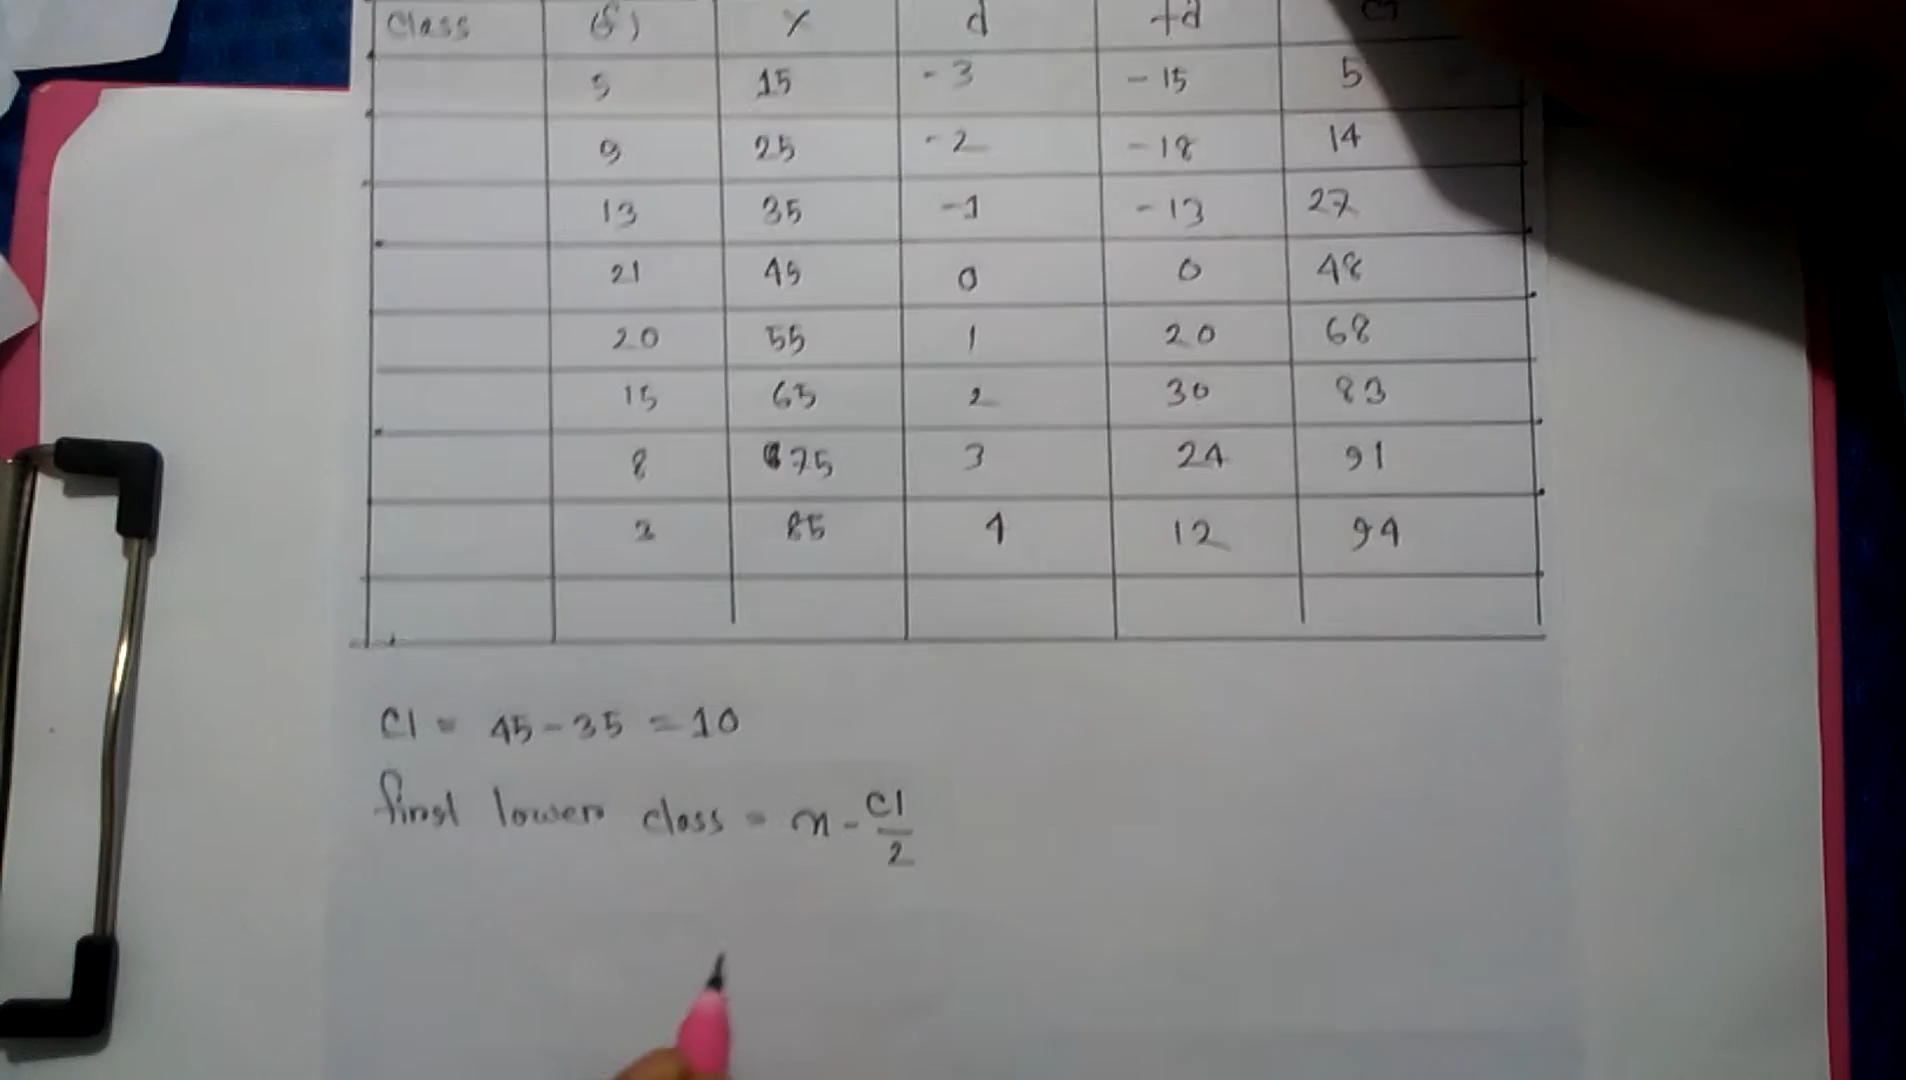 Class (f) X d fd
5 15 -3 -15 5
9 25 -2 -18 14
13 35 -1 -13 27
21 45 0 0 48
20 55 1 20 68
15 65 2 30 83
8 75 3 24 91
3 85 4 12 94
CI = 45-35 = 10
first lower class = m - CI/2